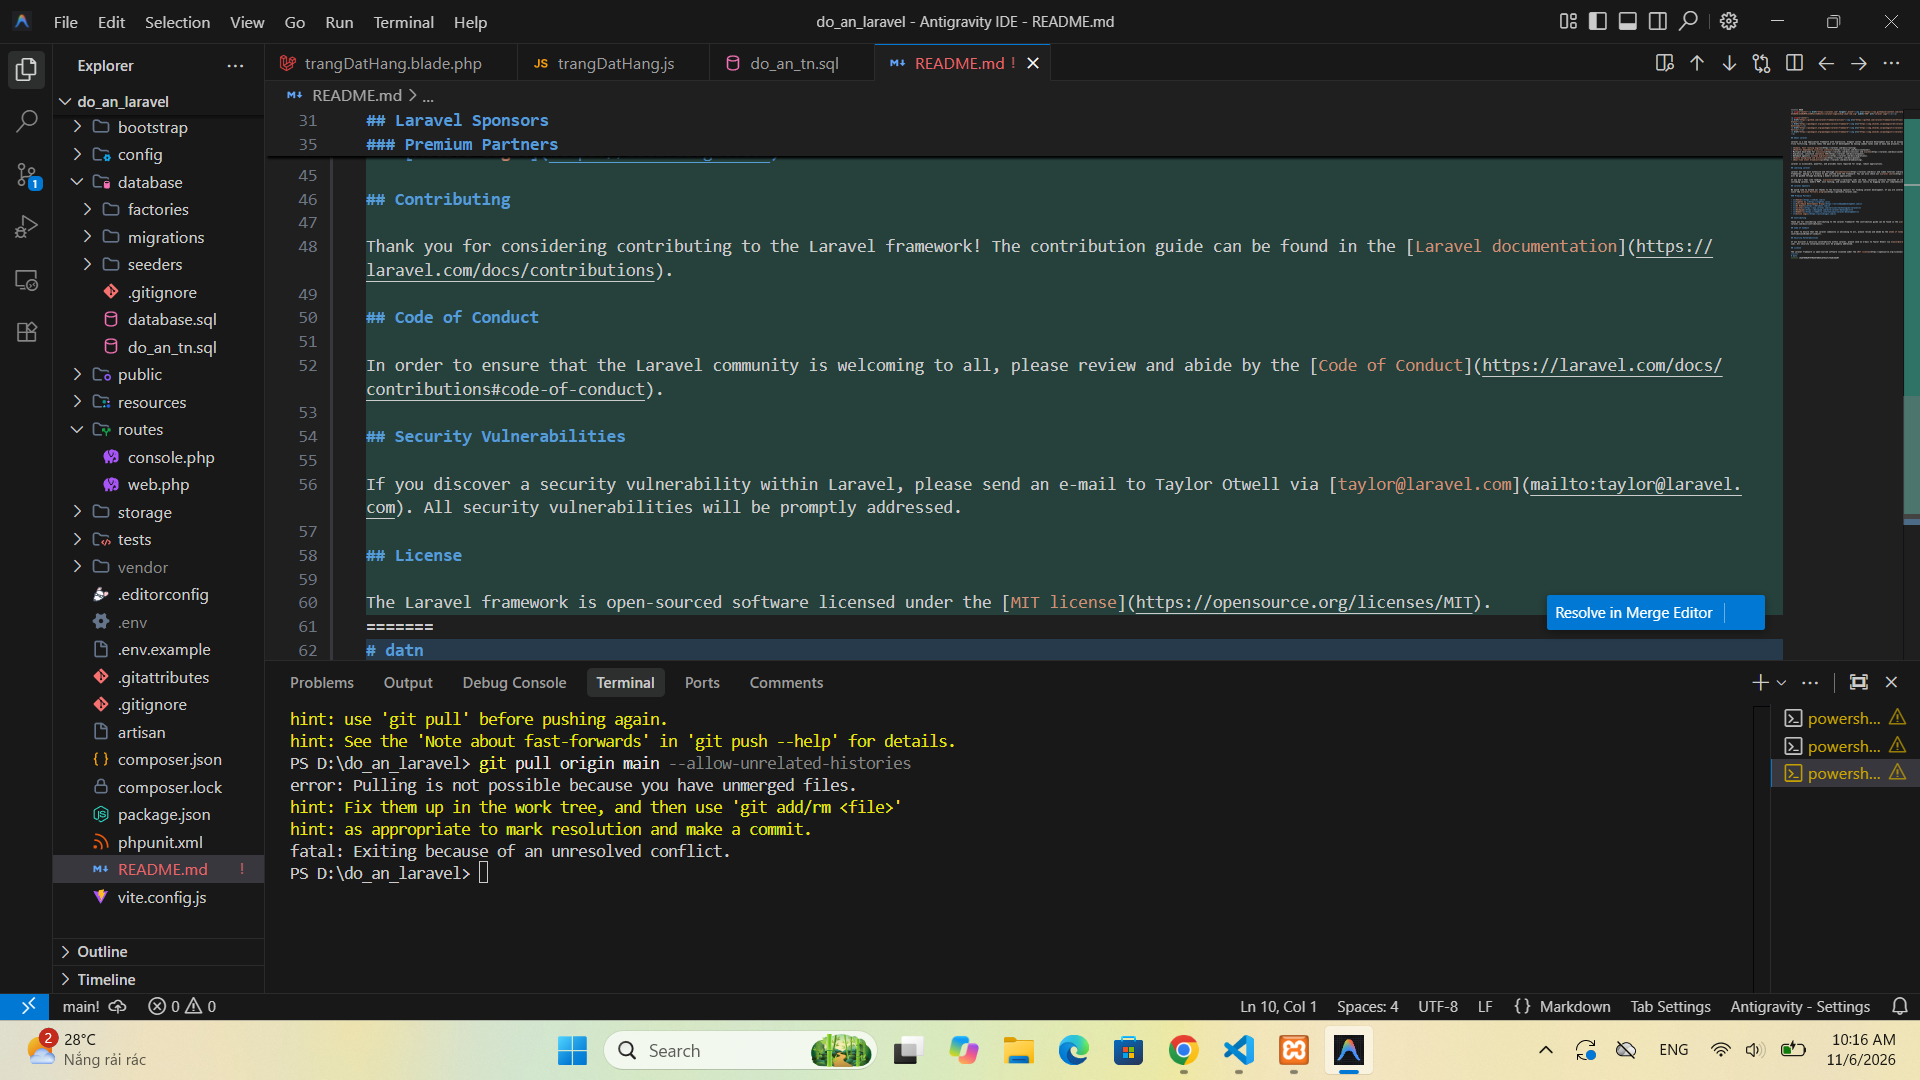 File Edit Selection View Go Run Terminal Help
do_an_laravel - Antigravity IDE - README.md
Explorer
do_an_laravel
bootstrap
config
database
factories
migrations
seeders
.gitignore
database.sql
do_an_tn.sql
public
resources
routes
console.php
web.php
storage
tests
vendor
.editorconfig
.env
.env.example
.gitattributes
.gitignore
artisan
composer.json
composer.lock
package.json
phpunit.xml
README.md !
vite.config.js
Outline
Timeline
trangDatHang.blade.php
JS trangDatHang.js
do_an_tn.sql
README.md !
README.md > ...
31 ## Laravel Sponsors
35 ### Premium Partners
45
46 ## Contributing
47
48 Thank you for considering contributing to the Laravel framework! The contribution guide can be found in the [Laravel documentation](https://
laravel.com/docs/contributions).
49
50 ## Code of Conduct
51
52 In order to ensure that the Laravel community is welcoming to all, please review and abide by the [Code of Conduct](https://laravel.com/docs/
contributions#code-of-conduct).
53
54 ## Security Vulnerabilities
55
56 If you discover a security vulnerability within Laravel, please send an e-mail to Taylor Otwell via [taylor@laravel.com](mailto:taylor@laravel.
com). All security vulnerabilities will be promptly addressed.
57
58 ## License
59
60 The Laravel framework is open-sourced software licensed under the [MIT license](https://opensource.org/licenses/MIT).
61 =======
62 # datn
Resolve in Merge Editor
Problems Output Debug Console Terminal Ports Comments
hint: use 'git pull' before pushing again.
hint: See the 'Note about fast-forwards' in 'git push --help' for details.
PS D:\do_an_laravel> git pull origin main --allow-unrelated-histories
error: Pulling is not possible because you have unmerged files.
hint: Fix them up in the work tree, and then use 'git add/rm <file>'
hint: as appropriate to mark resolution and make a commit.
fatal: Exiting because of an unresolved conflict.
PS D:\do_an_laravel>
powersh...
powersh...
powersh...
main! 0 0
Ln 10, Col 1 Spaces: 4 UTF-8 LF {} Markdown Tab Settings Antigravity - Settings
2
28°C
Nắng rải rác
Search
ENG
10:16 AM
11/6/2026